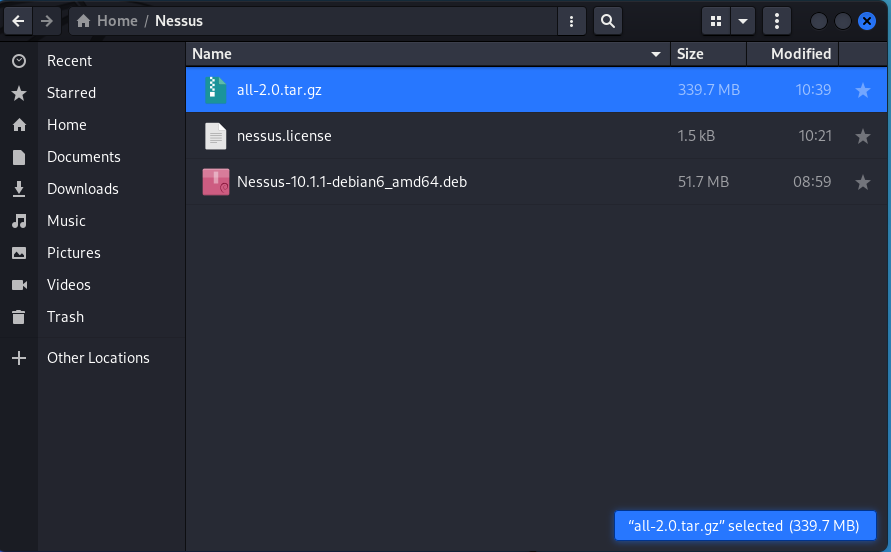 Home / Nessus
Name Size Modified
Recent
Starred
Home
Documents
Downloads
Music
Pictures
Videos
Trash
Other Locations
all-2.0.tar.gz 339.7 MB 10:39
nessus.license 1.5 kB 10:21
Nessus-10.1.1-debian6_amd64.deb 51.7 MB 08:59
“all-2.0.tar.gz” selected (339.7 MB)